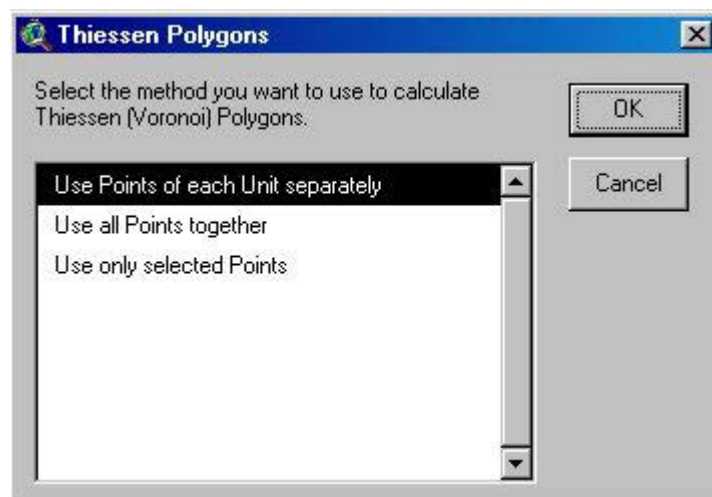 Thiessen Polygons
Select the method you want to use to calculate
Thiessen (Voronoi) Polygons.
OK
Cancel
Use Points of each Unit separately
Use all Points together
Use only selected Points